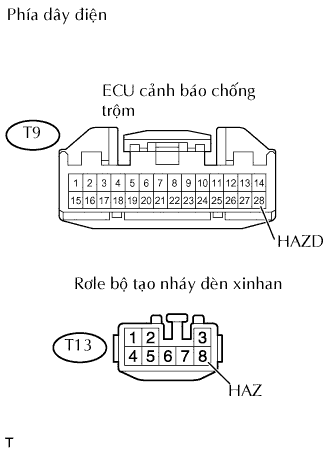 Phía dây điện
ECU cảnh báo chống
trộm
T9
1 2 3 4 5 6 7 8 9 10 11 12 13 14
15 16 17 18 19 20 21 22 23 24 25 26 27 28
HAZD
Rơle bộ tạo nháy đèn xinhan
T13
1 2 3
4 5 6 7 8
HAZ
T